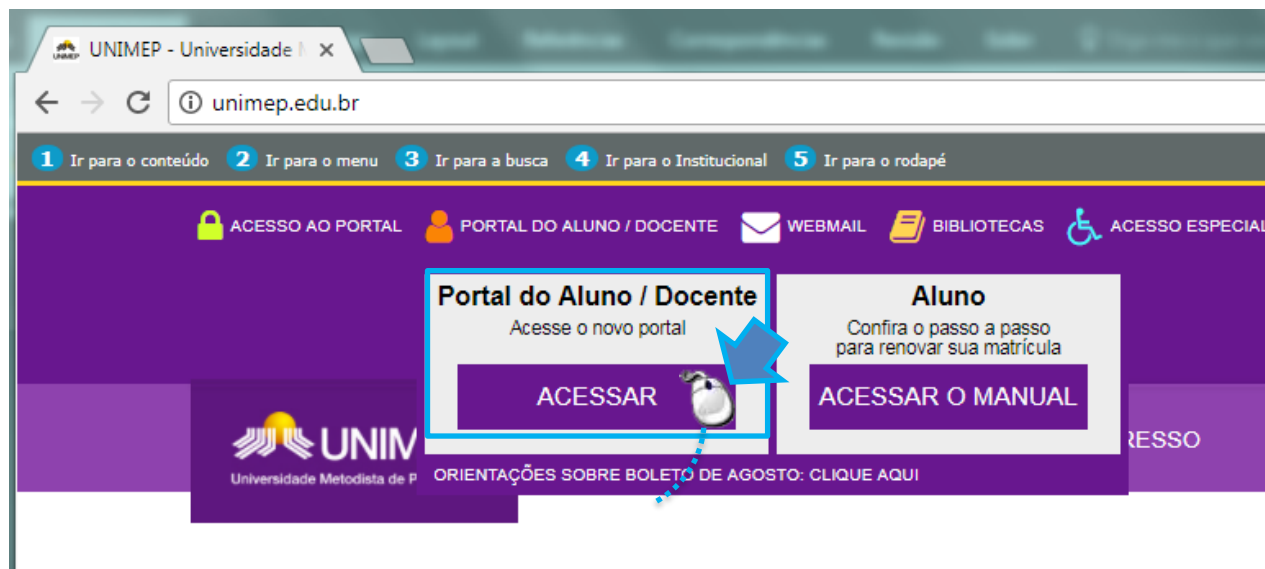 UNIMEP - Universidade
unimep.edu.br
1 Ir para o conteúdo 2 Ir para o menu 3 Ir para a busca 4 Ir para o Institucional 5 Ir para o rodapé
ACESSO AO PORTAL PORTAL DO ALUNO / DOCENTE WEBMAIL BIBLIOTECAS ACESSO ESPECIAL
Portal do Aluno / Docente
Acesse o novo portal
ACESSAR
Aluno
Confira o passo a passo
para renovar sua matrícula
ACESSAR O MANUAL
UNIM
Universidade Metodista de P
RESSO
ORIENTAÇÕES SOBRE BOLETO DE AGOSTO: CLIQUE AQUI